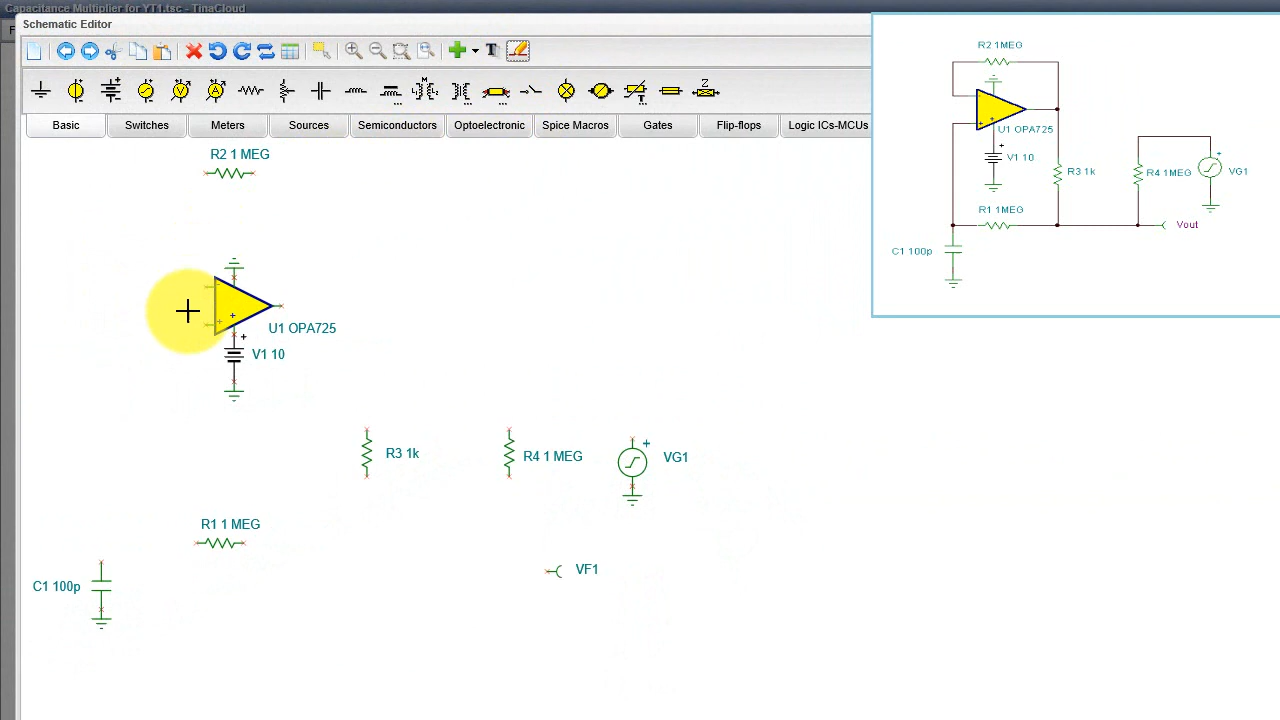 Capacitance Multiplier for YT1.tsc - TinaCloud
Schematic Editor
T
M
Z
Basic
Switches
Meters
Sources
Semiconductors
Optoelectronic
Spice Macros
Gates
Flip-flops
Logic ICs-MCUs
R2 1 MEG
U1 OPA725
V1 10
R3 1k
R4 1 MEG
VG1
R1 1 MEG
C1 100p
VF1
R2 1MEG
U1 OPA725
V1 10
R3 1k
R4 1MEG
VG1
R1 1MEG
Vout
C1 100p